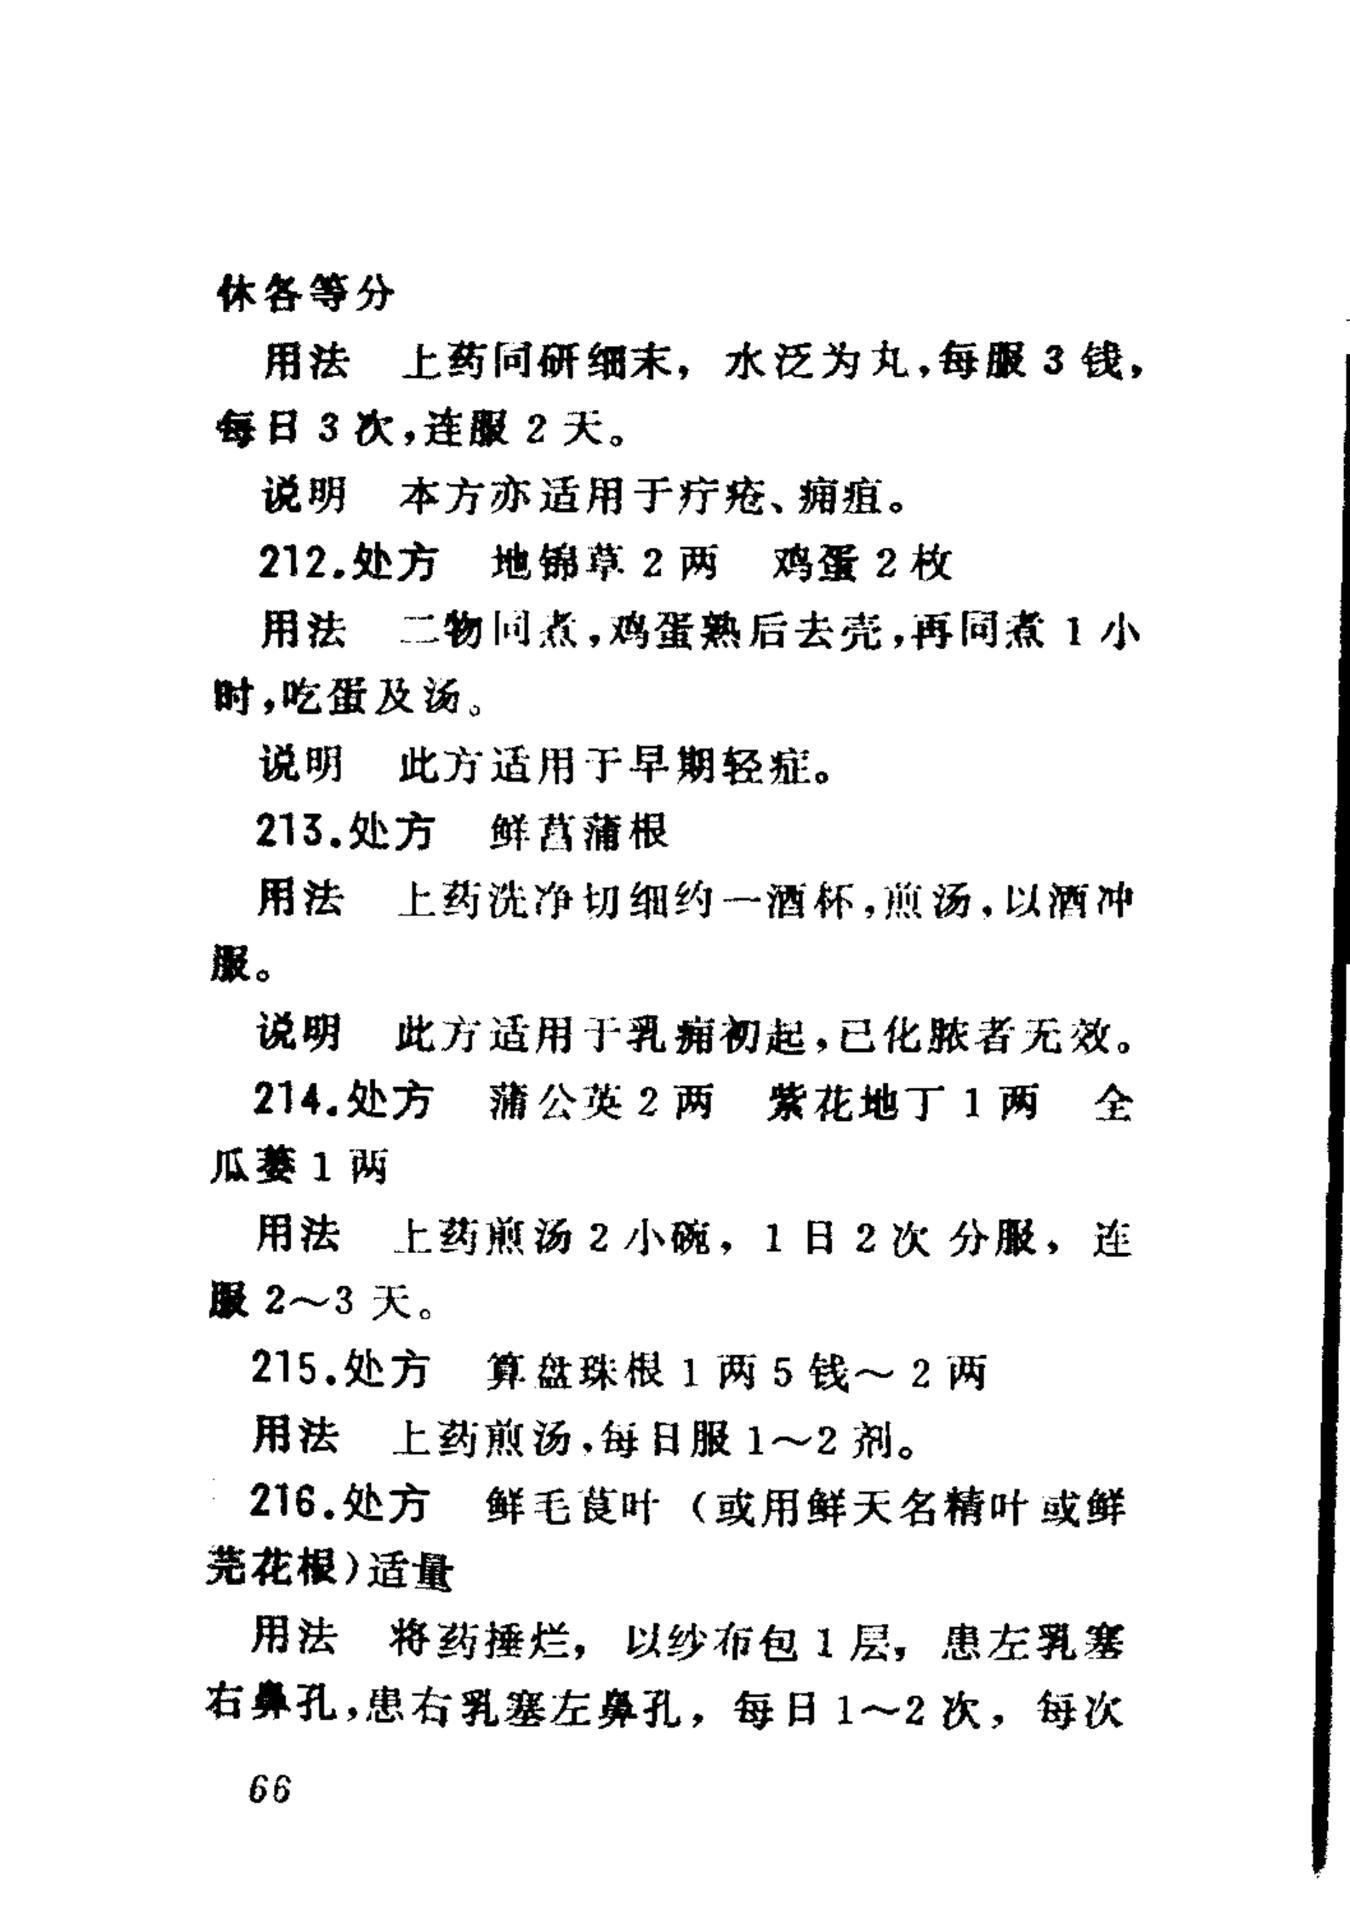 休各等分
用法　上药同研细末，水泛为丸，每服3钱，
每日3次，连服2天。
说明　本方亦适用于疔疮、痈疽。
212.处方　地锦草2两　鸡蛋2枚
用法　二物同煮，鸡蛋熟后去壳，再同煮1小
时，吃蛋及汤。
说明　此方适用于早期轻症。
213.处方　鲜菖蒲根
用法　上药洗净切细约一酒杯，煎汤，以酒冲
服。
说明　此方适用于乳痈初起，已化脓者无效。
214.处方　蒲公英2两　紫花地丁1两　全
瓜蒌1两
用法　上药煎汤2小碗，1日2次分服，连
服2～3天。
215.处方　算盘珠根1两5钱～2两
用法　上药煎汤，每日服1～2剂。
216.处方　鲜毛茛叶（或用鲜天名精叶或鲜
芫花根）适量
用法　将药捶烂，以纱布包1层，患左乳塞
右鼻孔，患右乳塞左鼻孔，每日1～2次，每次
66